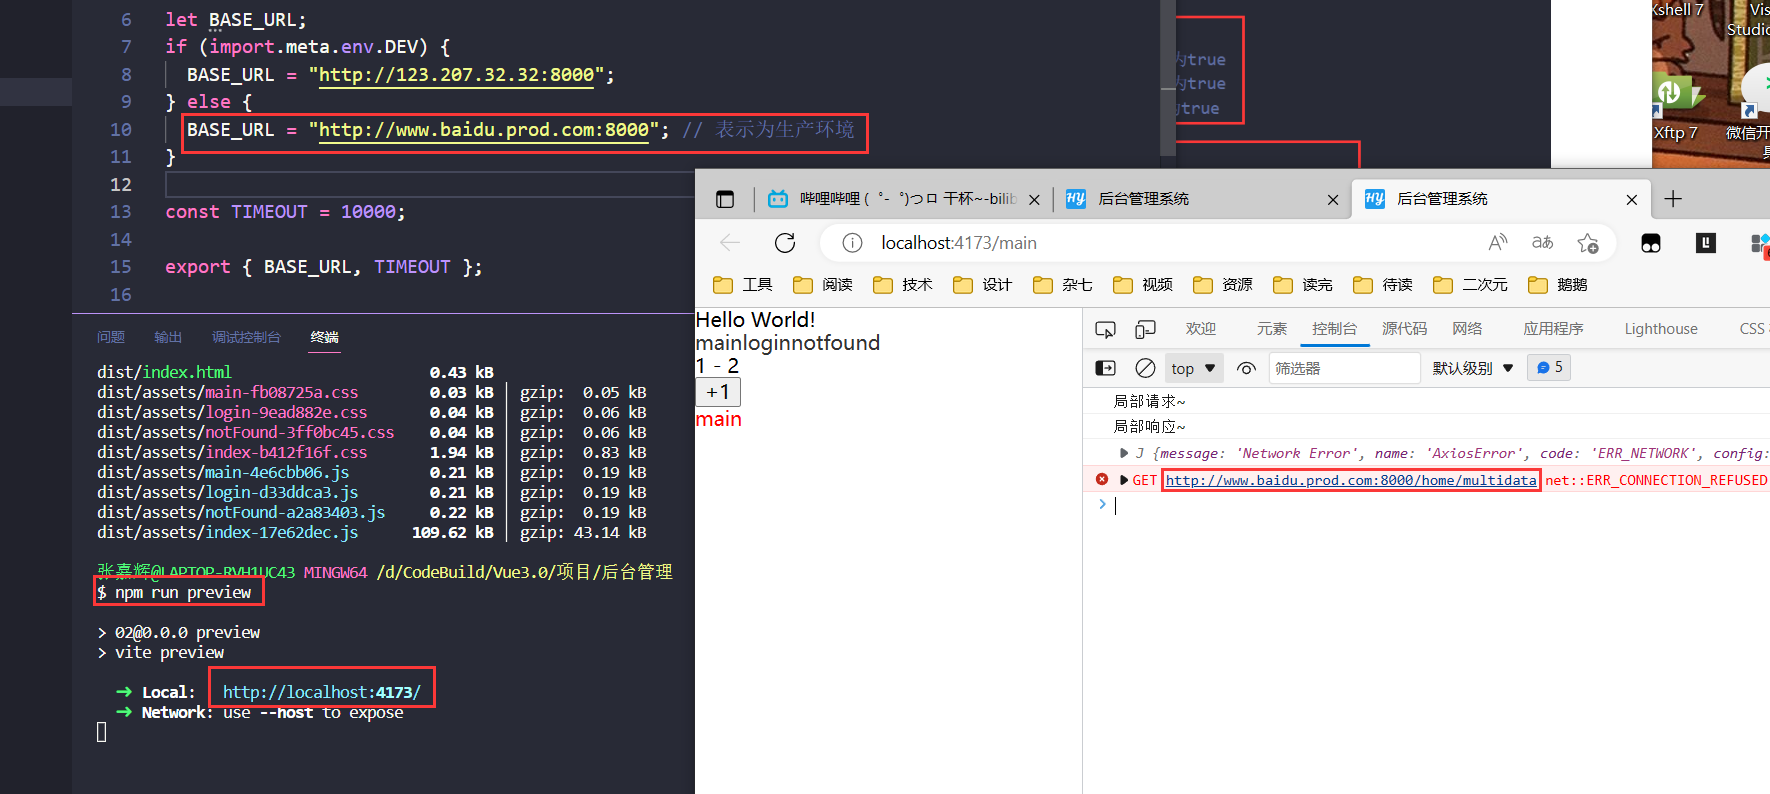 6 let BASE_URL;
7 if (import.meta.env.DEV) {
8 BASE_URL = "http://123.207.32.32:8000";
9 } else {
10 BASE_URL = "http://www.baidu.prod.com:8000"; // 表示为生产环境
11 }
12
13 const TIMEOUT = 10000;
14
15 export { BASE_URL, TIMEOUT };
16
为true
为true
true
Xshell 7
Vis
Studio
Xftp 7
微信开
问题 输出 调试控制台 终端
dist/index.html 0.43 kB
dist/assets/main-fb08725a.css 0.03 kB │ gzip: 0.05 kB
dist/assets/login-9ead882e.css 0.04 kB │ gzip: 0.06 kB
dist/assets/notFound-3ff0bc45.css 0.04 kB │ gzip: 0.06 kB
dist/assets/index-b412f16f.css 1.94 kB │ gzip: 0.83 kB
dist/assets/main-4e6cbb06.js 0.21 kB │ gzip: 0.19 kB
dist/assets/login-d33ddca3.js 0.21 kB │ gzip: 0.19 kB
dist/assets/notFound-a2a83403.js 0.22 kB │ gzip: 0.19 kB
dist/assets/index-17e62dec.js 109.62 kB │ gzip: 43.14 kB
张嘉辉@LAPTOP-RVH1UC43 MINGW64 /d/CodeBuild/Vue3.0/项目/后台管理
$ npm run preview
> 02@0.0.0 preview
> vite preview
➜ Local: http://localhost:4173/
➜ Network: use --host to expose
哔哩哔哩 ( ゜- ゜)つロ 干杯~-bilib
HY 后台管理系统
HY 后台管理系统
localhost:4173/main
aあ
工具 阅读 技术 设计 杂七 视频 资源 读完 待读 二次元 鹅鹅
Hello World!
mainloginnotfound
1 - 2
+1
main
欢迎 元素 控制台 源代码 网络 应用程序 Lighthouse CSS
top 筛选器 默认级别 5
局部请求~
局部响应~
J {message: 'Network Error', name: 'AxiosError', code: 'ERR_NETWORK', config:
GET http://www.baidu.prod.com:8000/home/multidata net::ERR_CONNECTION_REFUSED